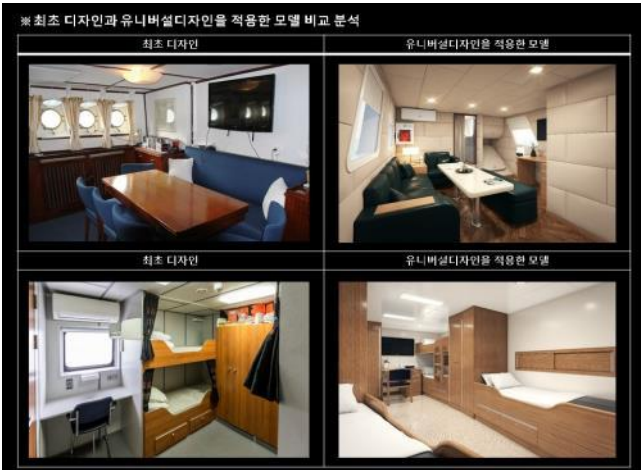 ※ 최초 디자인과 유니버설디자인을 적용한 모델 비교 분석
최초 디자인
유니버설디자인을 적용한 모델
최초 디자인
유니버설디자인을 적용한 모델